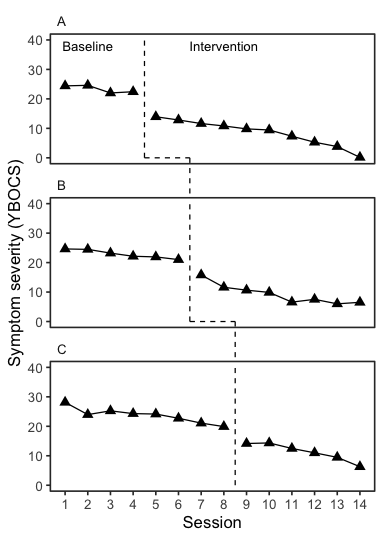 A
Baseline
Intervention
40
30
20
10
0
B
40
30
20
10
0
Symptom severity (YBOCS)
C
40
30
20
10
0
1 2 3 4 5 6 7 8 9 10 11 12 13 14
Session